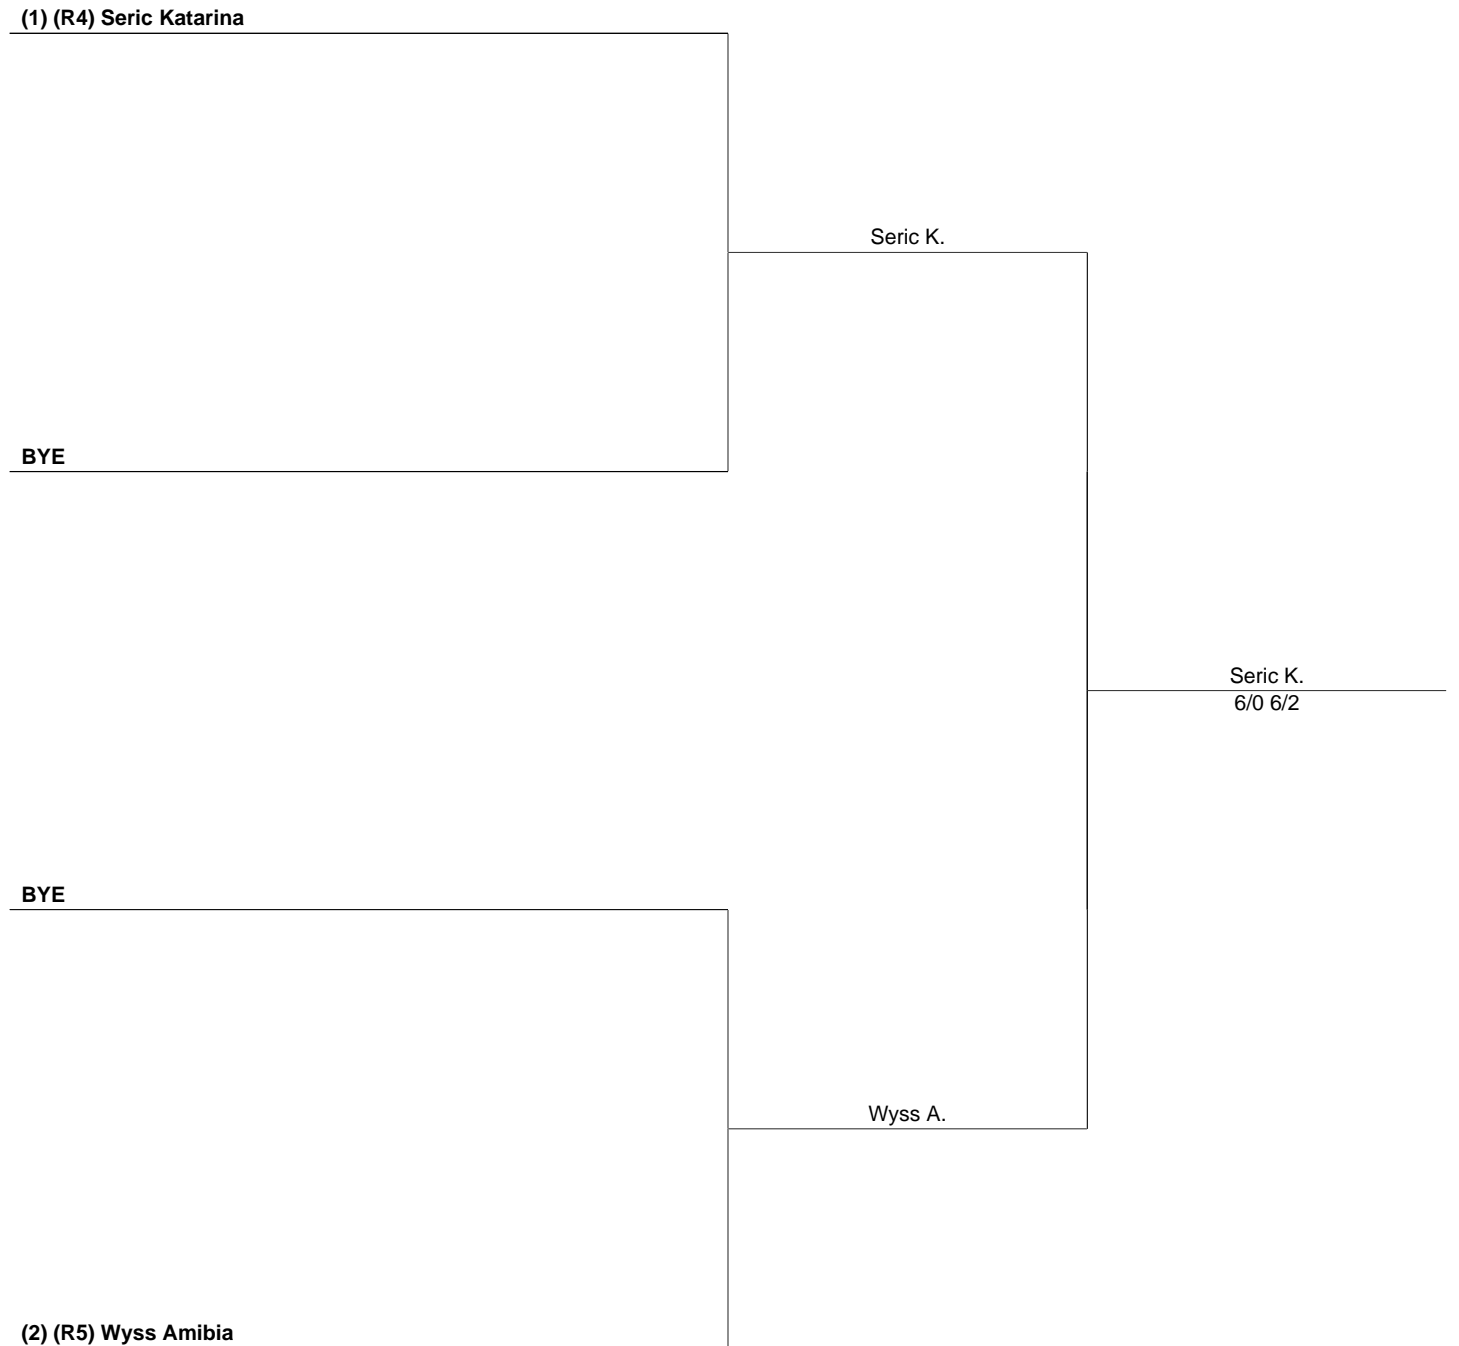 (1) (R4) Seric Katarina
Seric K.
BYE
Seric K.
6/0 6/2
BYE
Wyss A.
(2) (R5) Wyss Amibia